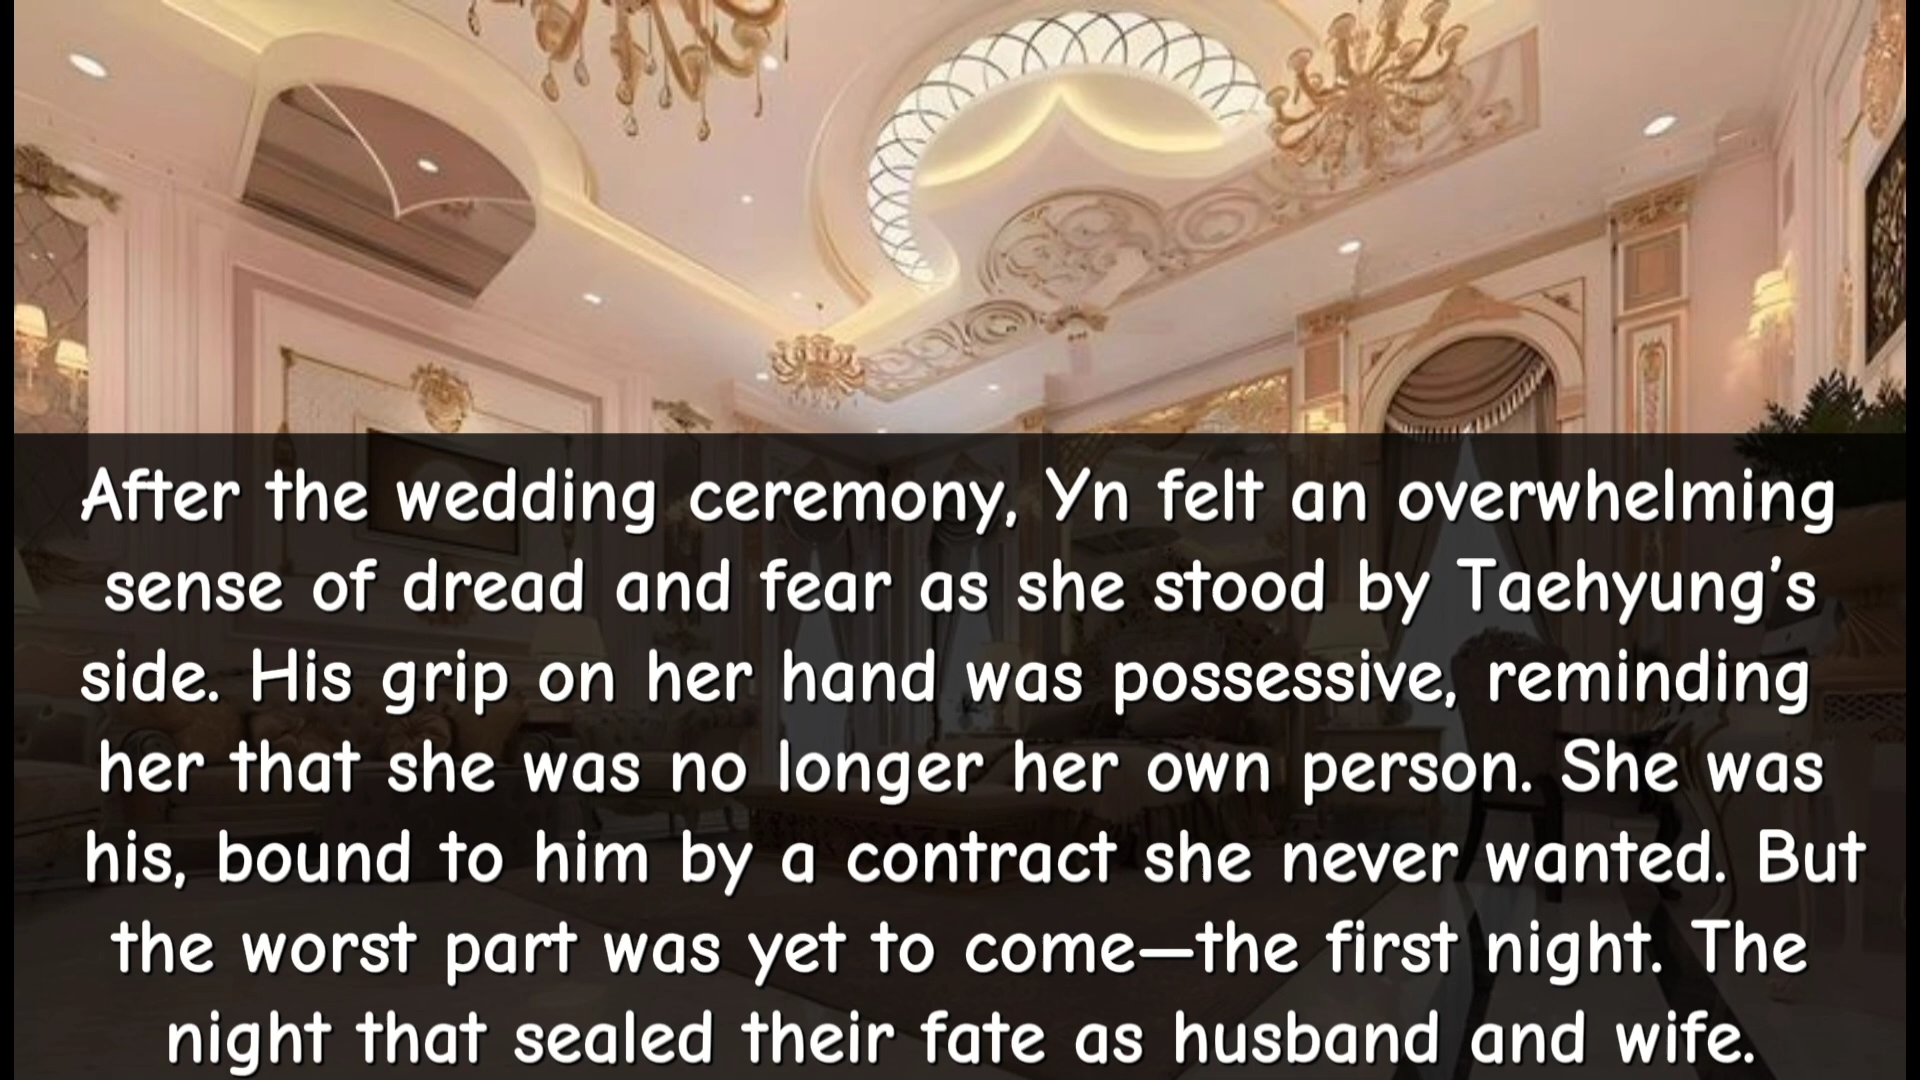 After the wedding ceremony, Yn felt an overwhelming
sense of dread and fear as she stood by Taehyung’s
side. His grip on her hand was possessive, reminding
her that she was no longer her own person. She was
his, bound to him by a contract she never wanted. But
the worst part was yet to come—the first night. The
night that sealed their fate as husband and wife.